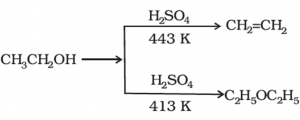 H₂SO₄
CH₂=CH₂
443 K
CH₃CH₂OH
H₂SO₄
413 K
C₂H₅OC₂H₅